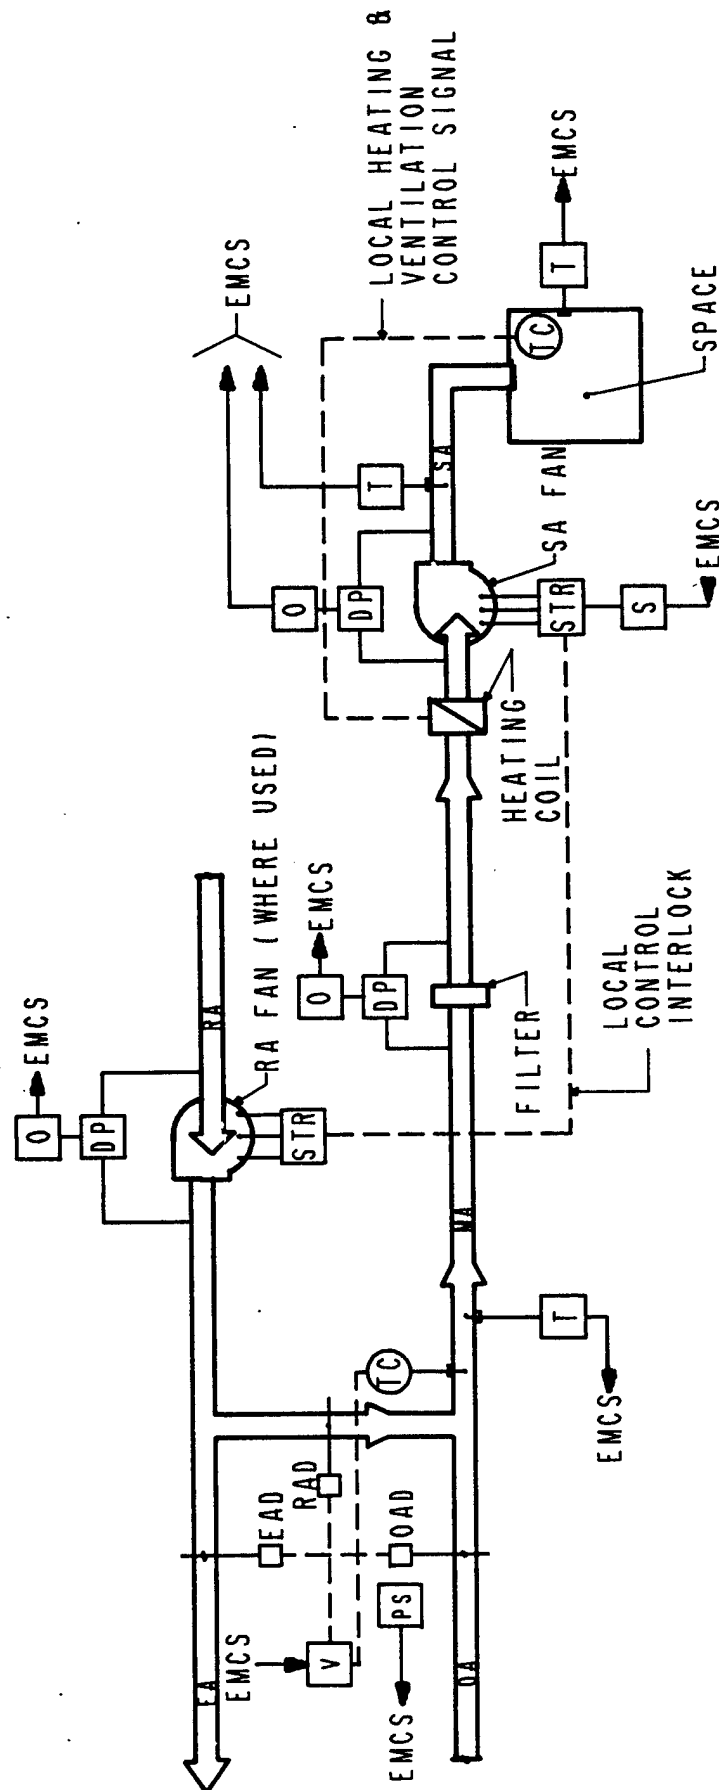 LOCAL HEATING &
VENTILATION
CONTROL SIGNAL
EMCS
EMCS
T
TC
SPACE
T
SA
O
DP
SA FAN
STR
S
EMCS
HEATING
COIL
EMCS
O
DP
RA
RA FAN (WHERE USED)
STR
EMCS
O
DP
FILTER
LOCAL
CONTROL
INTERLOCK
MA
T
EMCS
TC
EAD
RAD
OAD
EA
EMCS
V
PS
EMCS
OA